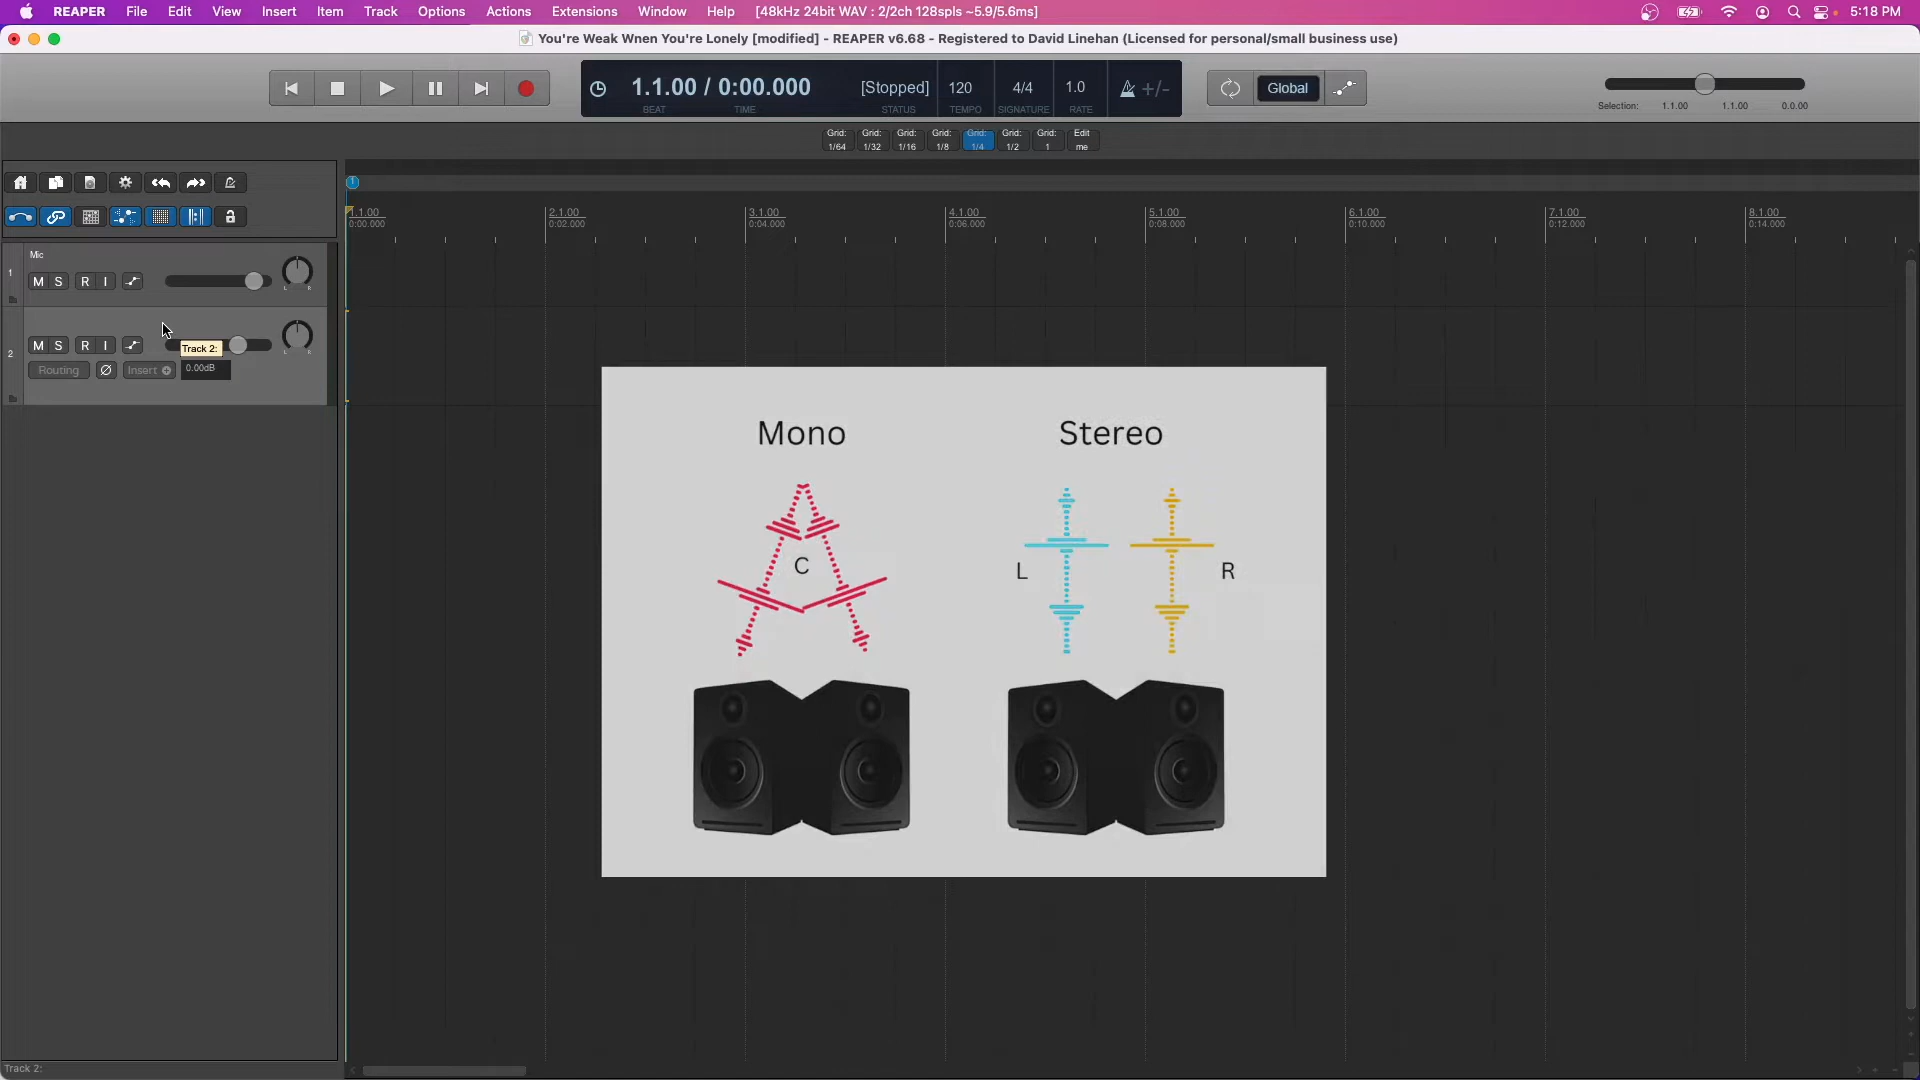 REAPER File Edit View Insert Item Track Options Actions Extensions Window Help [48kHz 24bit WAV : 2/2ch 128spls ~5.9/5.6ms] 5:18 PM
You're Weak Wnen You're Lonely [modified] - REAPER v6.68 - Registered to David Linehan (Licensed for personal/small business use)
1.1.00 / 0:00.000 [Stopped] 120 4/4 1.0 +/- Global
BEAT TIME STATUS TEMPO SIGNATURE RATE
Selection: 1.1.00 1.1.00 0.0.00
Grid: Grid: Grid: Grid: Grid: Grid: Grid: Edit
1/64 1/32 1/16 1/8 1/4 1/2 1 me
1.1.00 2.1.00 3.1.00 4.1.00 5.1.00 6.1.00 7.1.00 8.1.00
0:00.000 0:02.000 0:04.000 0:06.000 0:08.000 0:10.000 0:12.000 0:14.000
Mic
1 M S R I L R
2 M S R I L R
Track 2:
Routing Ø Insert 0.00dB
Mono Stereo
C L R
Track 2: